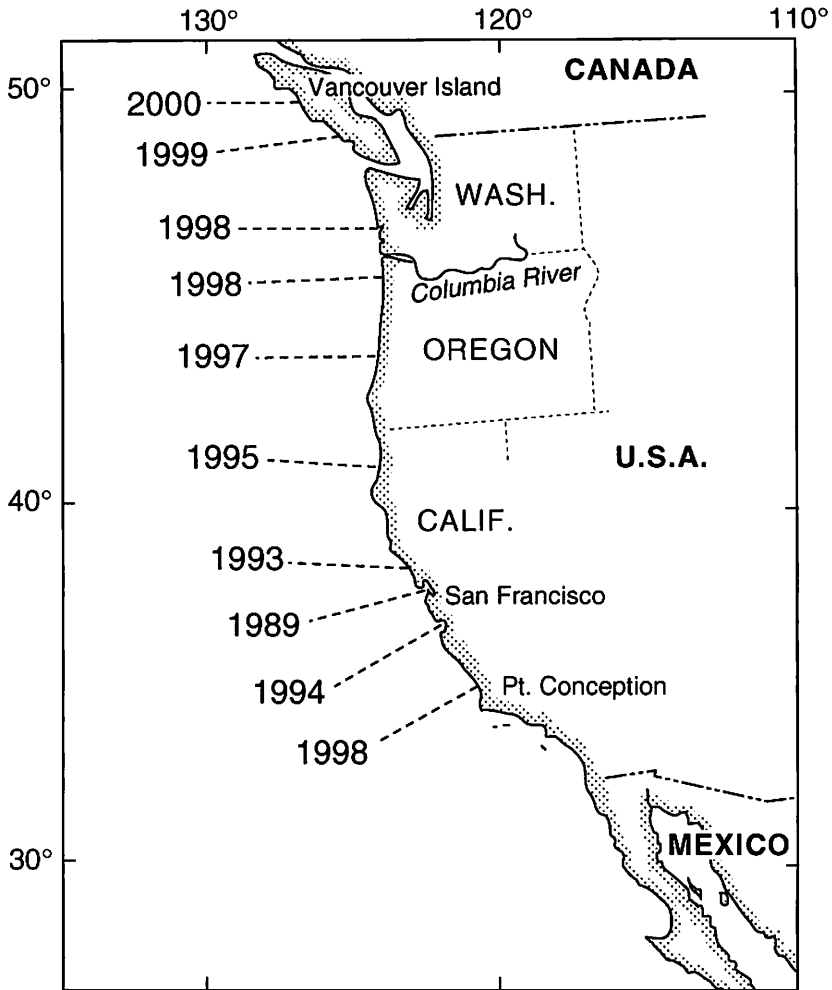 130°
120°
110°
50°
CANADA
Vancouver Island
2000
1999
WASH.
1998
1998
Columbia River
1997
OREGON
1995
U.S.A.
40°
CALIF.
1993
San Francisco
1989
1994
Pt. Conception
1998
30°
MEXICO